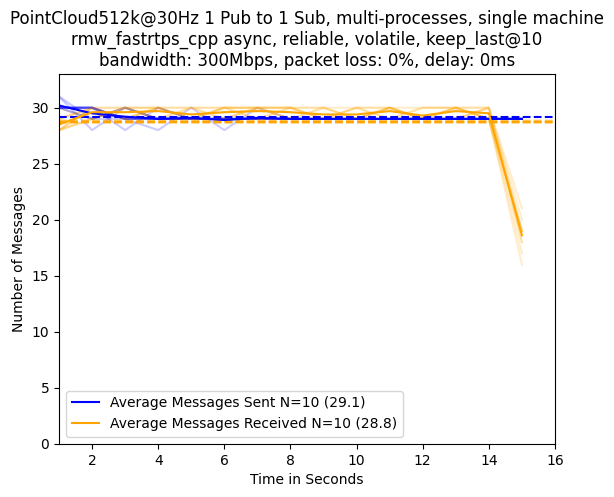 PointCloud512k@30Hz 1 Pub to 1 Sub, multi-processes, single machine
rmw_fastrtps_cpp async, reliable, volatile, keep_last@10
bandwidth: 300Mbps, packet loss: 0%, delay: 0ms
30
25
20
15
10
5
0
Number of Messages
Average Messages Sent N=10 (29.1)
Average Messages Received N=10 (28.8)
2 4 6 8 10 12 14 16
Time in Seconds